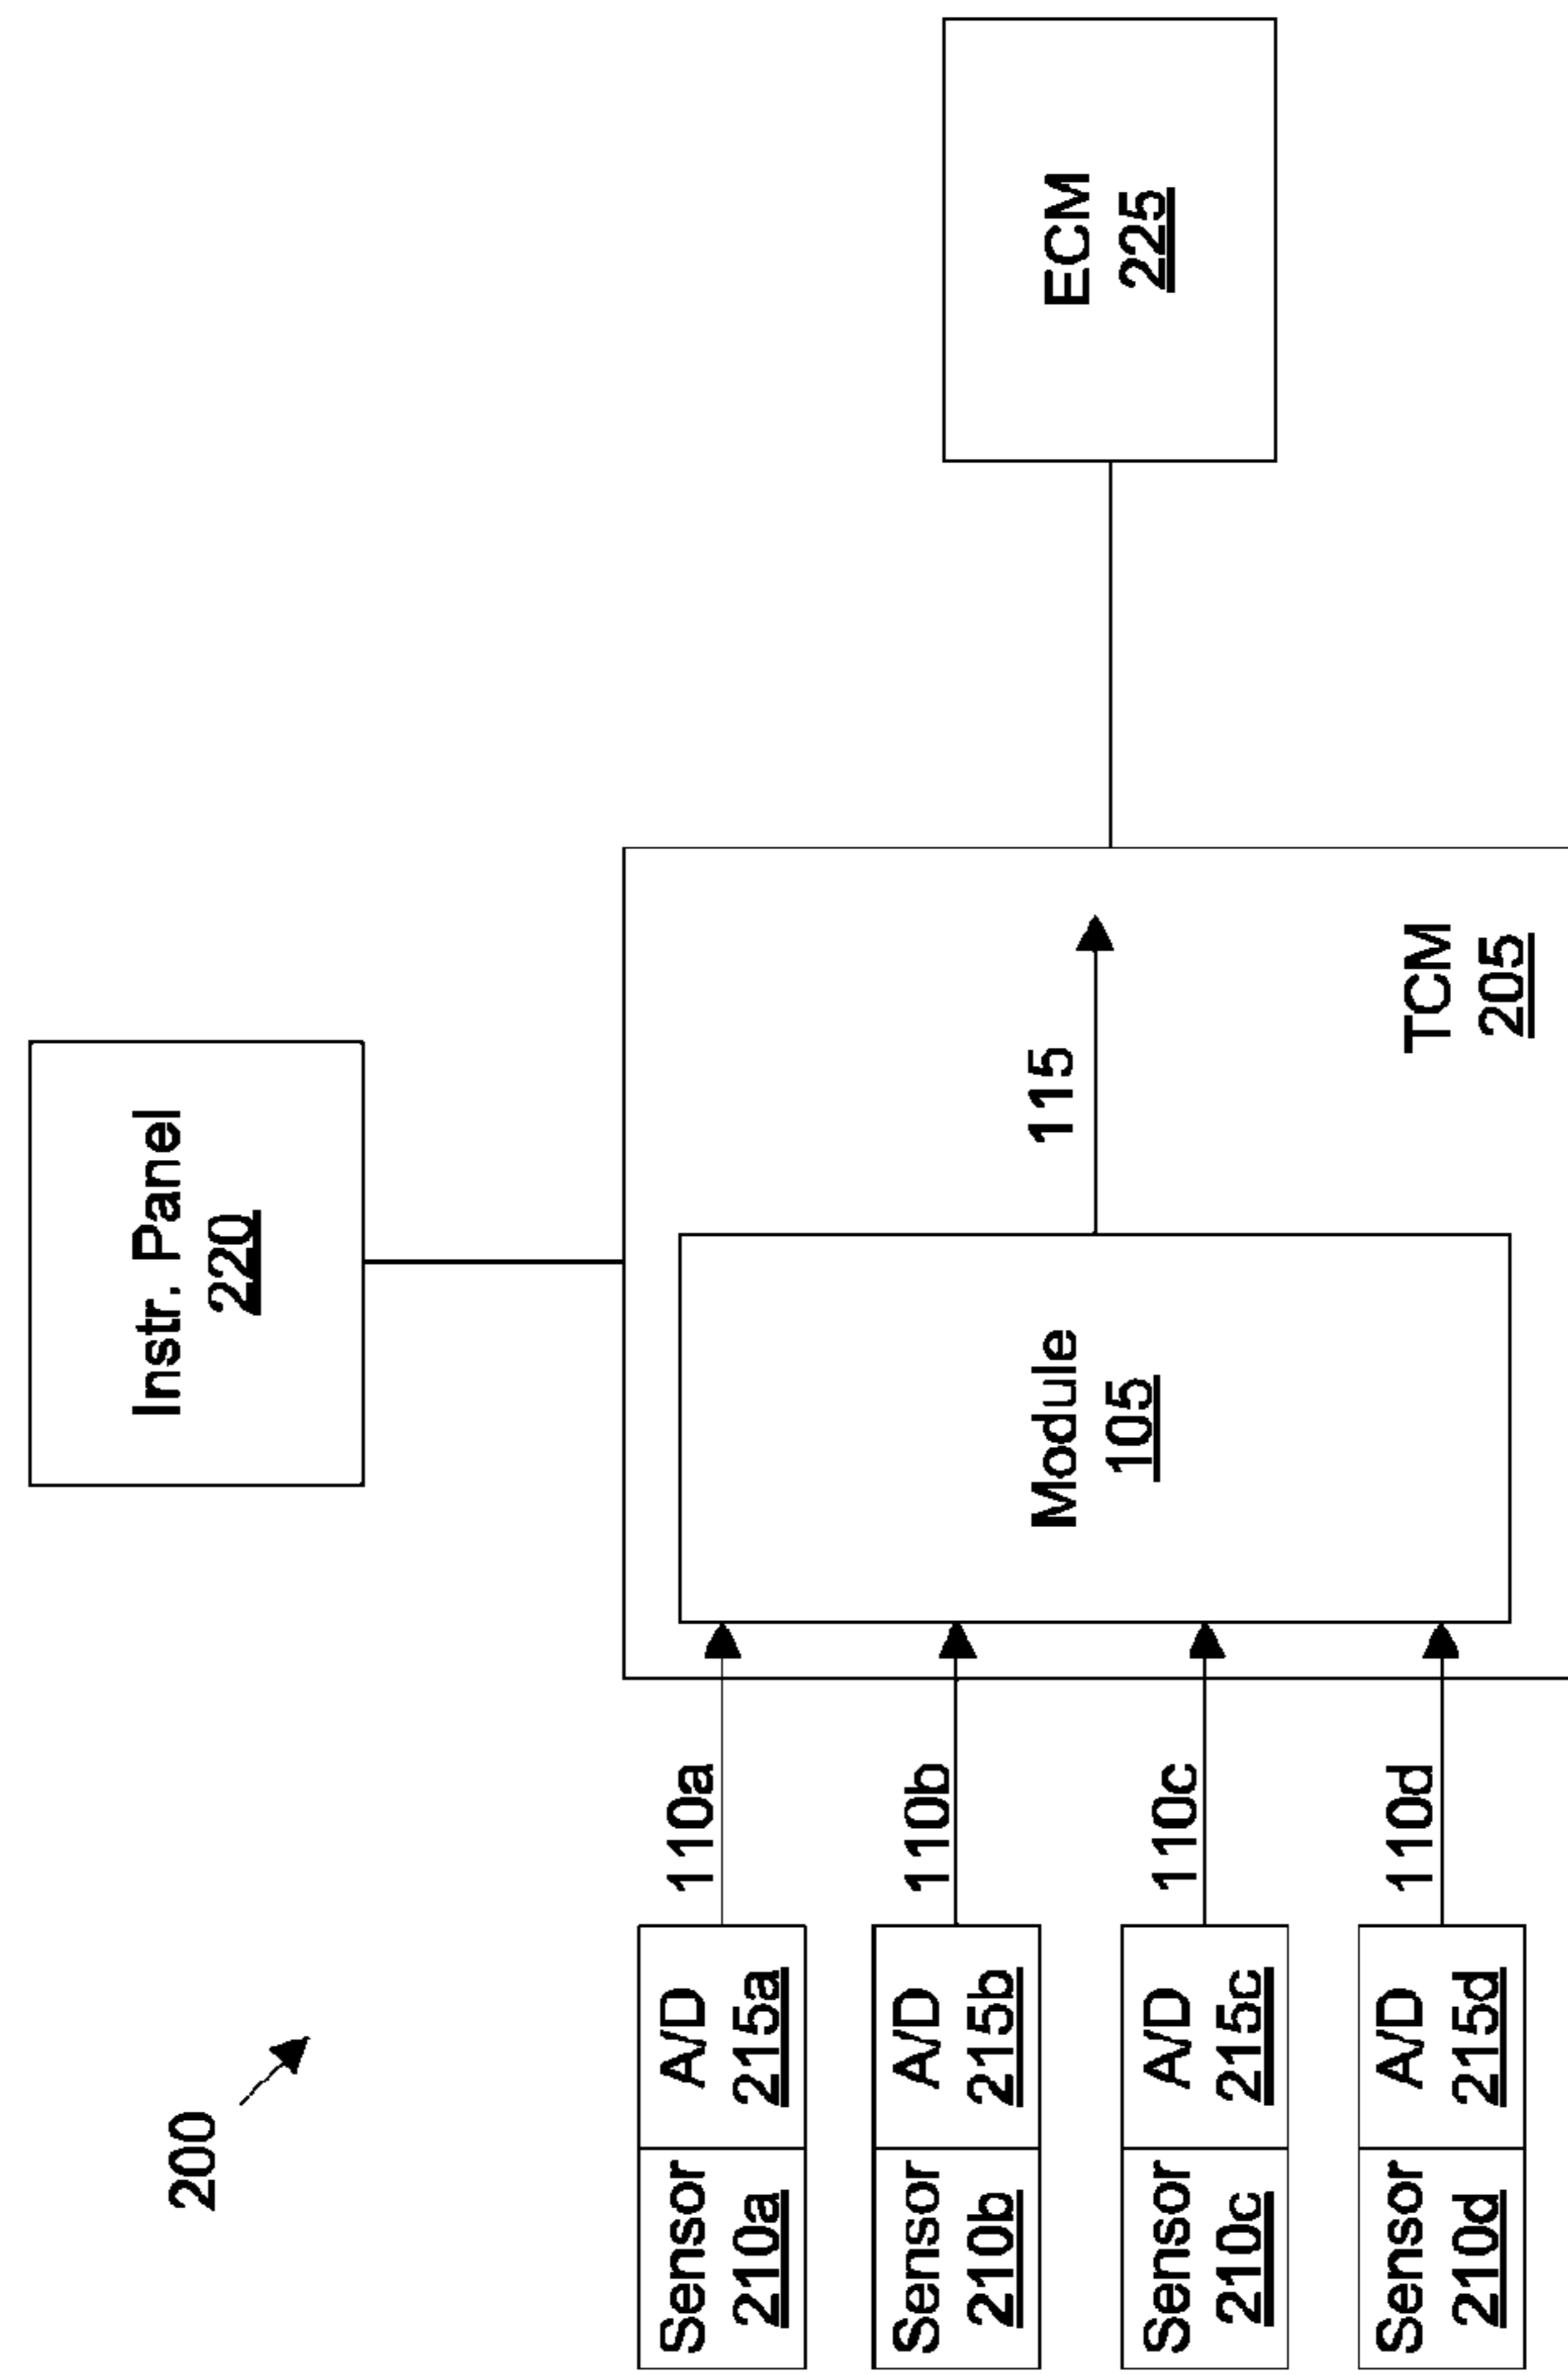 200
Instr. Panel
220
Sensor
210a
A/D
215a
110a
Sensor
210b
A/D
215b
110b
Sensor
210c
A/D
215c
110c
Sensor
210d
A/D
215d
110d
Module
105
115
TCM
205
ECM
225